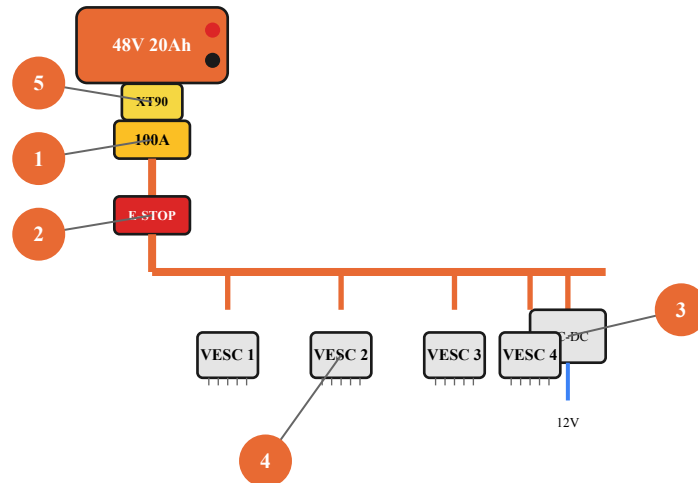 48V 20Ah
5
XT90
100A
1
E-STOP
2
3
VESC 1
VESC 2
VESC 3
VESC 4
C-DC
12V
4